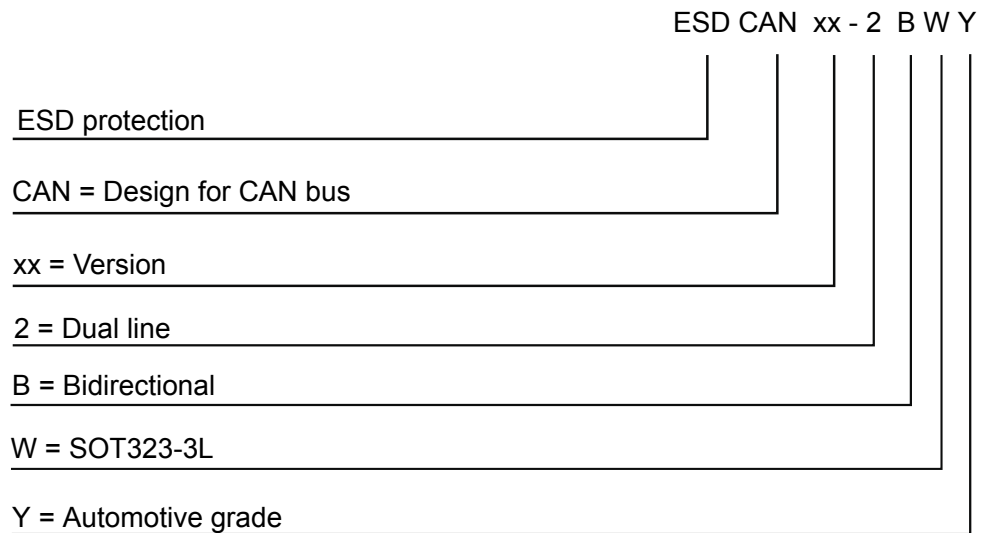 ESD CAN xx - 2 B W Y
ESD protection
CAN = Design for CAN bus
xx = Version
2 = Dual line
B = Bidirectional
W = SOT323-3L
Y = Automotive grade